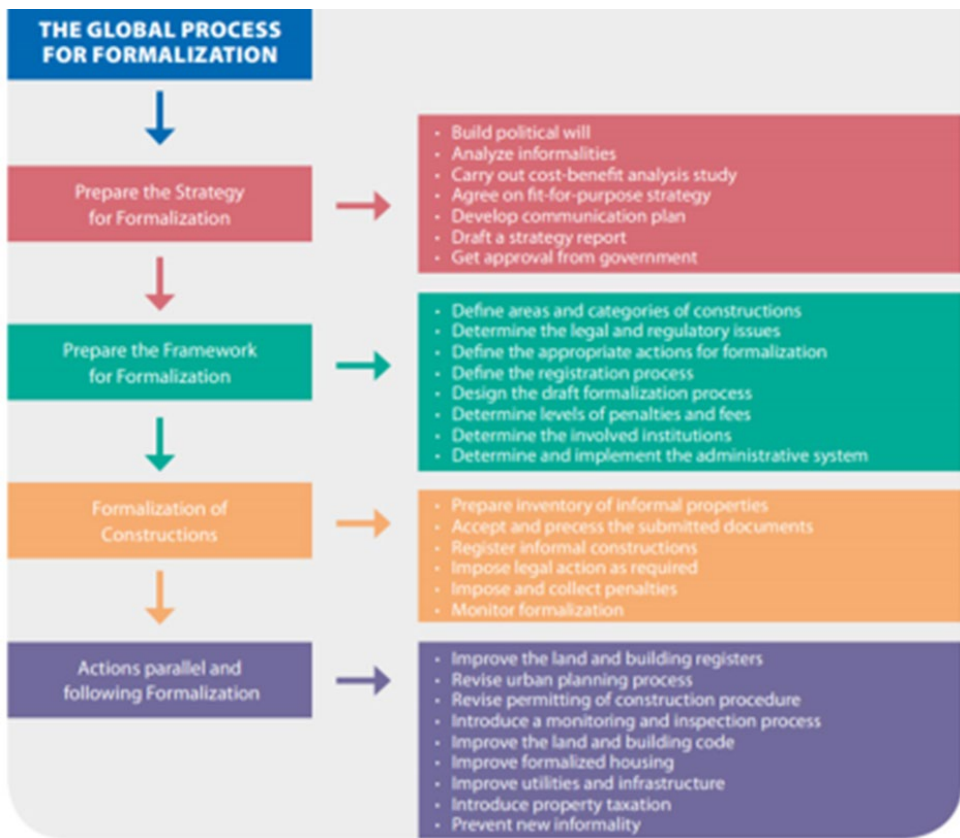 THE GLOBAL PROCESS
FOR FORMALIZATION
Prepare the Strategy
for Formalization
• Build political will
• Analyze informalities
• Carry out cost-benefit analysis study
• Agree on fit-for-purpose strategy
• Develop communication plan
• Draft a strategy report
• Get approval from government
Prepare the Framework
for Formalization
• Define areas and categories of constructions
• Determine the legal and regulatory issues
• Define the appropriate actions for formalization
• Define the registration process
• Design the draft formalization process
• Determine levels of penalties and fees
• Determine the involved institutions
• Determine and implement the administrative system
Formalization of
Constructions
• Prepare inventory of informal properties
• Accept and precess the submitted documents
• Register informal constructions
• Impose legal action as required
• Impose and collect penalties
• Monitor formalization
Actions parallel and
following Formalization
• Improve the land and building registers
• Revise urban planning process
• Revise permitting of construction procedure
• Introduce a monitoring and inspection process
• Improve the land and building code
• Improve formalized housing
• Improve utilities and infrastructure
• Introduce property taxation
• Prevent new informality